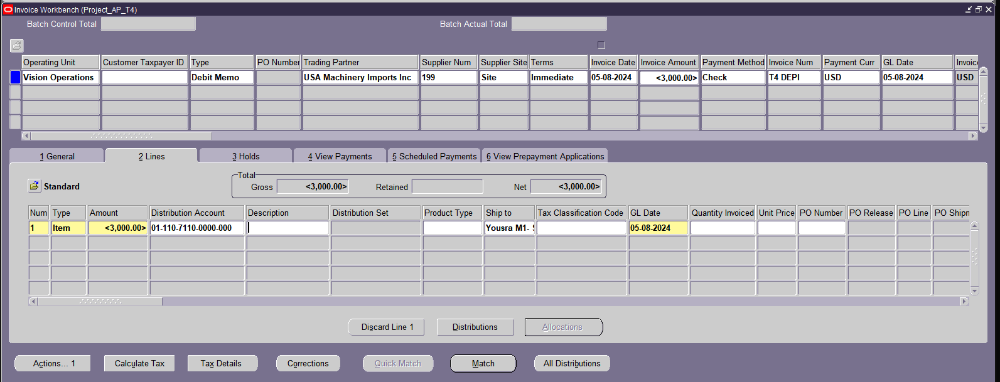 Invoice Workbench (Project_AP_T4)
Batch Control Total Batch Actual Total
Operating Unit Customer Taxpayer ID Type PO Number Trading Partner Supplier Num Supplier Site Terms Invoice Date Invoice Amount Payment Method Invoice Num Payment Curr GL Date Invoic
Vision Operations Debit Memo USA Machinery Imports Inc 199 Site Immediate 05-08-2024 <3,000.00> Check T4 DEPI USD 05-08-2024 USD
1 General 2 Lines 3 Holds 4 View Payments 5 Scheduled Payments 6 View Prepayment Applications
Total
Standard Gross <3,000.00> Retained Net <3,000.00>
Num Type Amount Distribution Account Description Distribution Set Product Type Ship to Tax Classification Code GL Date Quantity Invoiced Unit Price PO Number PO Release PO Line PO Shipn
1 Item <3,000.00> 01-110-7110-0000-000 Yousra M1- S 05-08-2024
Discard Line 1 Distributions Allocations
Actions... 1 Calculate Tax Tax Details Corrections Quick Match Match All Distributions